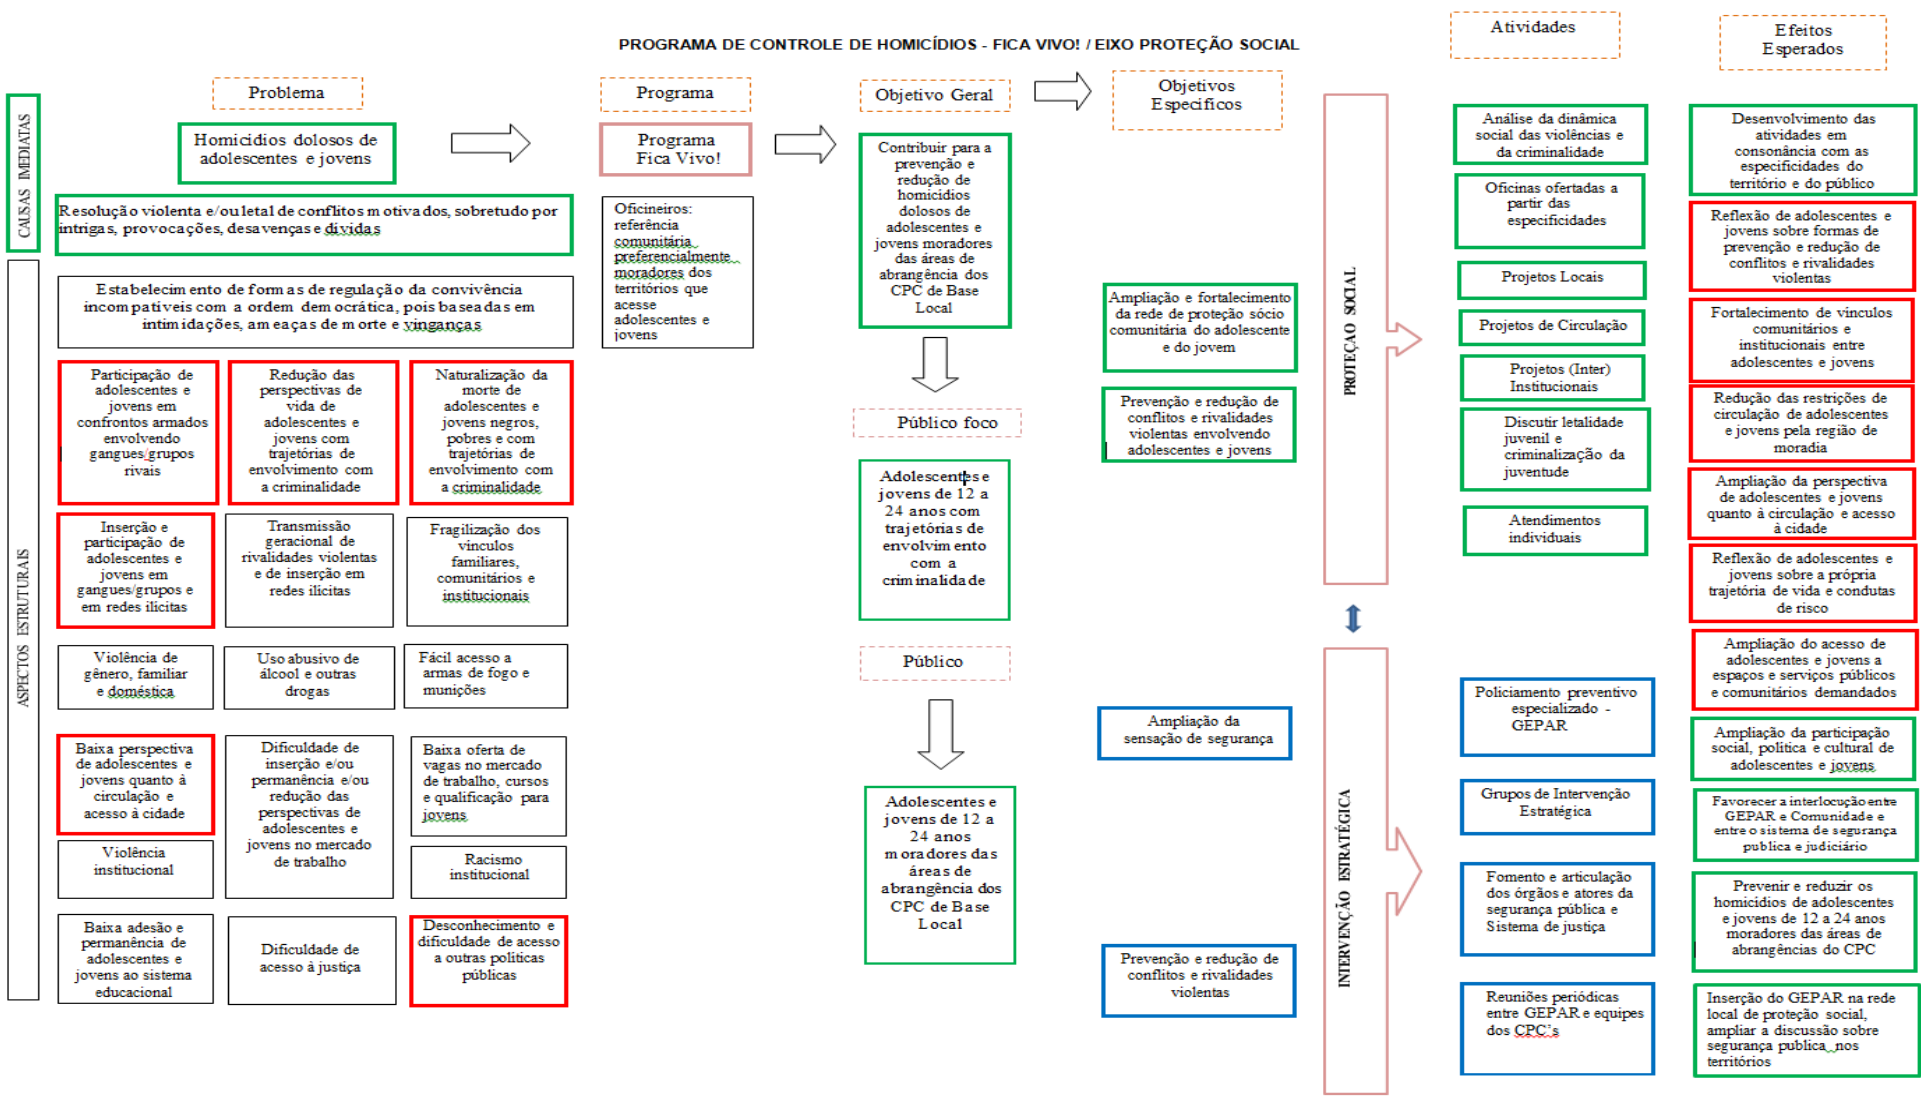 PROGRAMA DE CONTROLE DE HOMICÍDIOS - FICA VIVO! / EIXO PROTEÇÃO SOCIAL
CAUSAS IMEDIATAS
ASPECTOS ESTRUTURAIS
Problema
Homicídios dolosos de
adolescentes e jovens
Resolução violenta e/ou letal de conflitos motivados, sobretudo por
intrigas, provocações, desavenças e dívidas
Estabelecimento de formas de regulação da convivência
incompatíveis com a ordem democrática, pois baseadas em
intimidações, ameaças de morte e vinganças
Participação de
adolescentes e
jovens em
confrontos armados
envolvendo
gangues/grupos
rivais
Redução das
perspectivas de
vida de
adolescentes e
jovens com
trajetórias de
envolvimento com
a criminalidade
Naturalização da
morte de
adolescentes e
jovens negros,
pobres e com
trajetórias de
envolvimento com
a criminalidade
Inserção e
participação de
adolescentes e
jovens em
gangues/grupos e
em redes ilícitas
Transmissão
geracional de
rivalidades violentas
e de inserção em
redes ilícitas
Fragilização dos
vínculos
familiares,
comunitários e
institucionais
Violência de
gênero, familiar
e doméstica
Uso abusivo de
álcool e outras
drogas
Fácil acesso a
armas de fogo e
munições
Baixa perspectiva
de adolescentes e
jovens quanto à
circulação e
acesso à cidade
Dificuldade de
inserção e/ou
permanência e/ou
redução das
perspectivas de
adolescentes e
jovens no mercado
de trabalho
Baixa oferta de
vagas no mercado
de trabalho, cursos
e qualificação para
jovens
Violência
institucional
Racismo
institucional
Baixa adesão e
permanência de
adolescentes e
jovens ao sistema
educacional
Dificuldade de
acesso à justiça
Desconhecimento e
dificuldade de acesso
a outras políticas
públicas
Programa
Programa
Fica Vivo!
Oficineiros:
referência
comunitária
preferencialmente
moradores dos
territórios que
acesse
adolescentes e
jovens
Objetivo Geral
Contribuir para a
prevenção e
redução de
homicídios
dolosos de
adolescentes e
jovens moradores
das áreas de
abrangência dos
CPC de Base
Local
Público foco
Adolescentes e
jovens de 12 a
24 anos com
trajetórias de
envolvimento
com a
criminalidade
Público
Adolescentes e
jovens de 12 a
24 anos
moradores das
áreas de
abrangência dos
CPC de Base
Local
Objetivos
Específicos
Ampliação e fortalecimento
da rede de proteção sócio
comunitária do adolescente
e do jovem
Prevenção e redução de
conflitos e rivalidades
violentas envolvendo
adolescentes e jovens
Ampliação da
sensação de segurança
Prevenção e redução de
conflitos e rivalidades
violentas
PROTEÇAO SOCIAL
INTERVENÇÃO ESTRATÉGICA
Atividades
Análise da dinâmica
social das violências e
da criminalidade
Oficinas ofertadas a
partir das
especificidades
Projetos Locais
Projetos de Circulação
Projetos (Inter)
Institucionais
Discutir letalidade
juvenil e
criminalização da
juventude
Atendimentos
individuais
Policiamento preventivo
especializado -
GEPAR
Grupos de Intervenção
Estratégica
Fomento e articulação
dos órgãos e atores da
segurança pública e
Sistema de justiça
Reuniões periódicas
entre GEPAR e equipes
dos CPC's
Efeitos
Esperados
Desenvolvimento das
atividades em
consonância com as
especificidades do
território e do público
Reflexão de adolescentes e
jovens sobre formas de
prevenção e redução de
conflitos e rivalidades
violentas
Fortalecimento de vínculos
comunitários e
institucionais entre
adolescentes e jovens
Redução das restrições de
circulação de adolescentes
e jovens pela região de
moradia
Ampliação da perspectiva
de adolescentes e jovens
quanto à circulação e acesso
à cidade
Reflexão de adolescentes e
jovens sobre a própria
trajetória de vida e condutas
de risco
Ampliação do acesso de
adolescentes e jovens a
espaços e serviços públicos
e comunitários demandados
Ampliação da participação
social, política e cultural de
adolescentes e jovens
Favorecer a interlocução entre
GEPAR e Comunidade e
entre o sistema de segurança
publica e judiciário
Prevenir e reduzir os
homicídios de adolescentes
e jovens de 12 a 24 anos
moradores das áreas de
abrangências do CPC
Inserção do GEPAR na rede
local de proteção social,
ampliar a discussão sobre
segurança publica nos
territórios